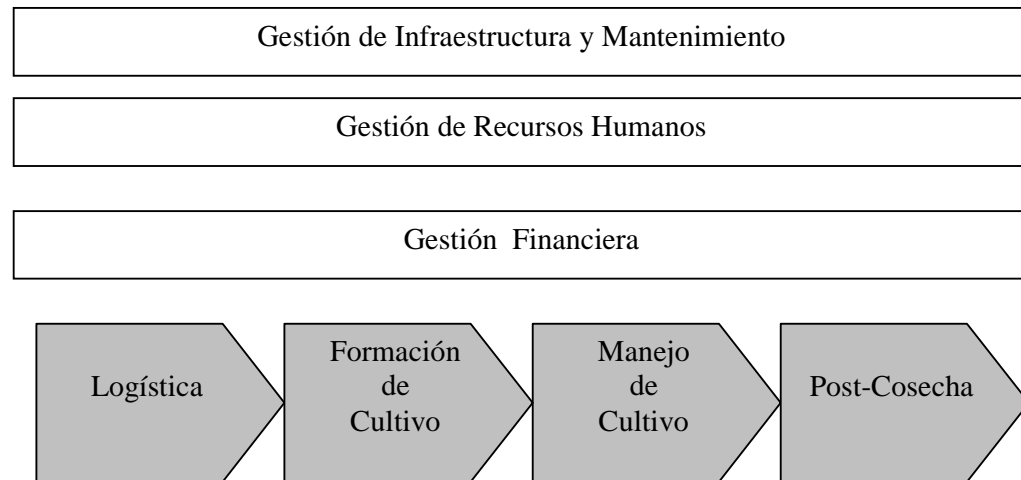 Gestión de Infraestructura y Mantenimiento
Gestión de Recursos Humanos
Gestión Financiera
Logística
Formación
de
Cultivo
Manejo
de
Cultivo
Post-Cosecha